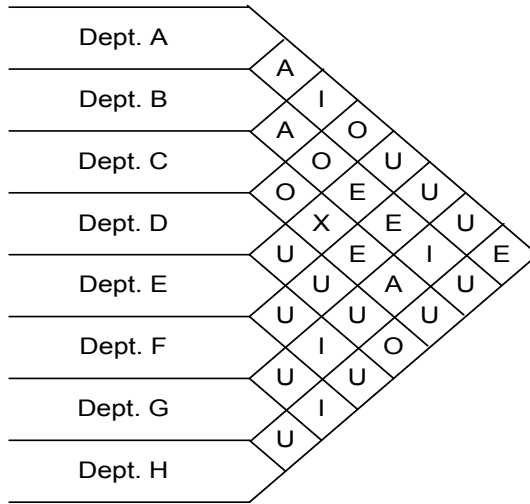 Dept. A
A
Dept. B I
A O
Dept. C O U
O E U
Dept. D X E U
U E I E
Dept. E U A U
U U U
Dept. F I O
U U
Dept. G I
U
Dept. H